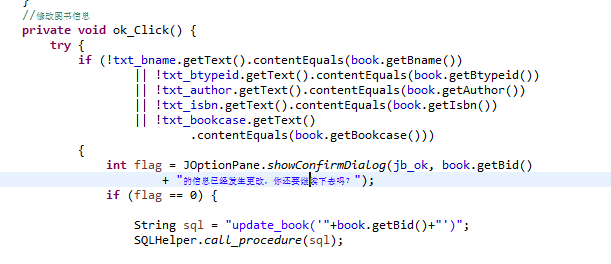 }
//修改图书信息
private void ok_Click() {
try {
if (!txt_bname.getText().contentEquals(book.getBname())
|| !txt_btypeid.getText().contentEquals(book.getBtypeid())
|| !txt_author.getText().contentEquals(book.getAuthor())
|| !txt_isbn.getText().contentEquals(book.getIsbn())
|| !txt_bookcase.getText()
.contentEquals(book.getBookcase()))
{
int flag = JOptionPane.showConfirmDialog(jb_ok, book.getBid()
+ "的信息已经发生更改，你还要继续下去吗？");
if (flag == 0) {
String sql = "update_book('"+book.getBid()+"')";
SQLHelper.call_procedure(sql);